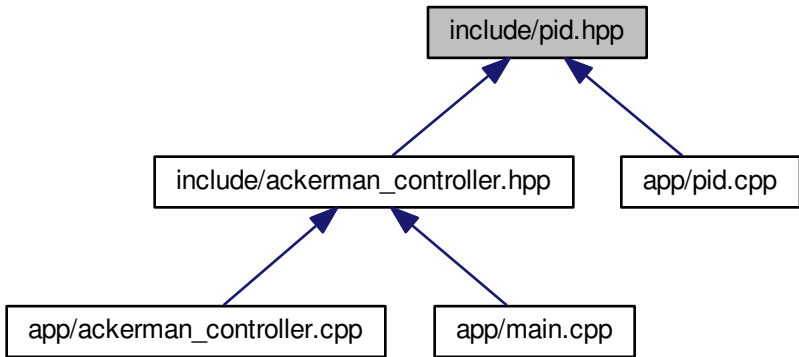 include/pid.hpp
include/ackerman_controller.hpp
app/pid.cpp
app/ackerman_controller.cpp
app/main.cpp